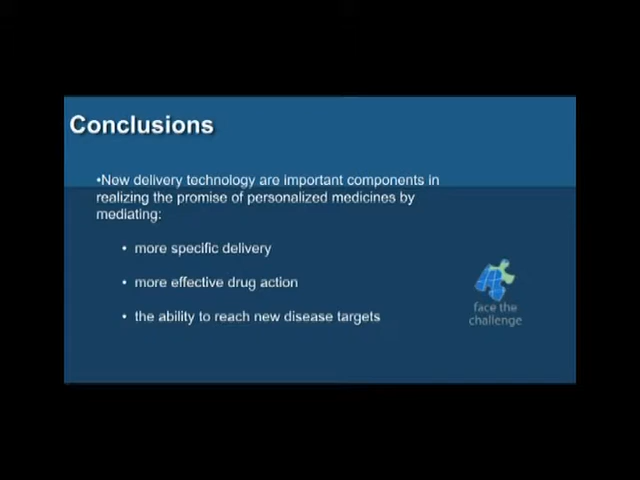 Conclusions
•New delivery technology are important components in
realizing the promise of personalized medicines by
mediating:
• more specific delivery
• more effective drug action
• the ability to reach new disease targets
face the
challenge